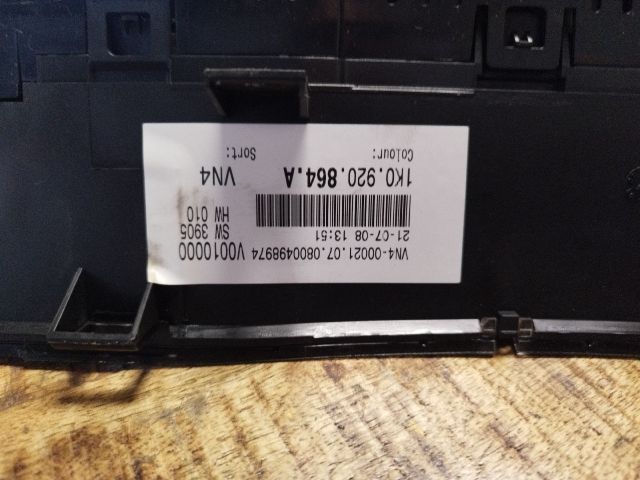 VN4-00021.07.0800498974 V0010000
21-07-08 13:51 SW 3905
HW 010
1K0.920.864.A VN4
Colour: Sort: